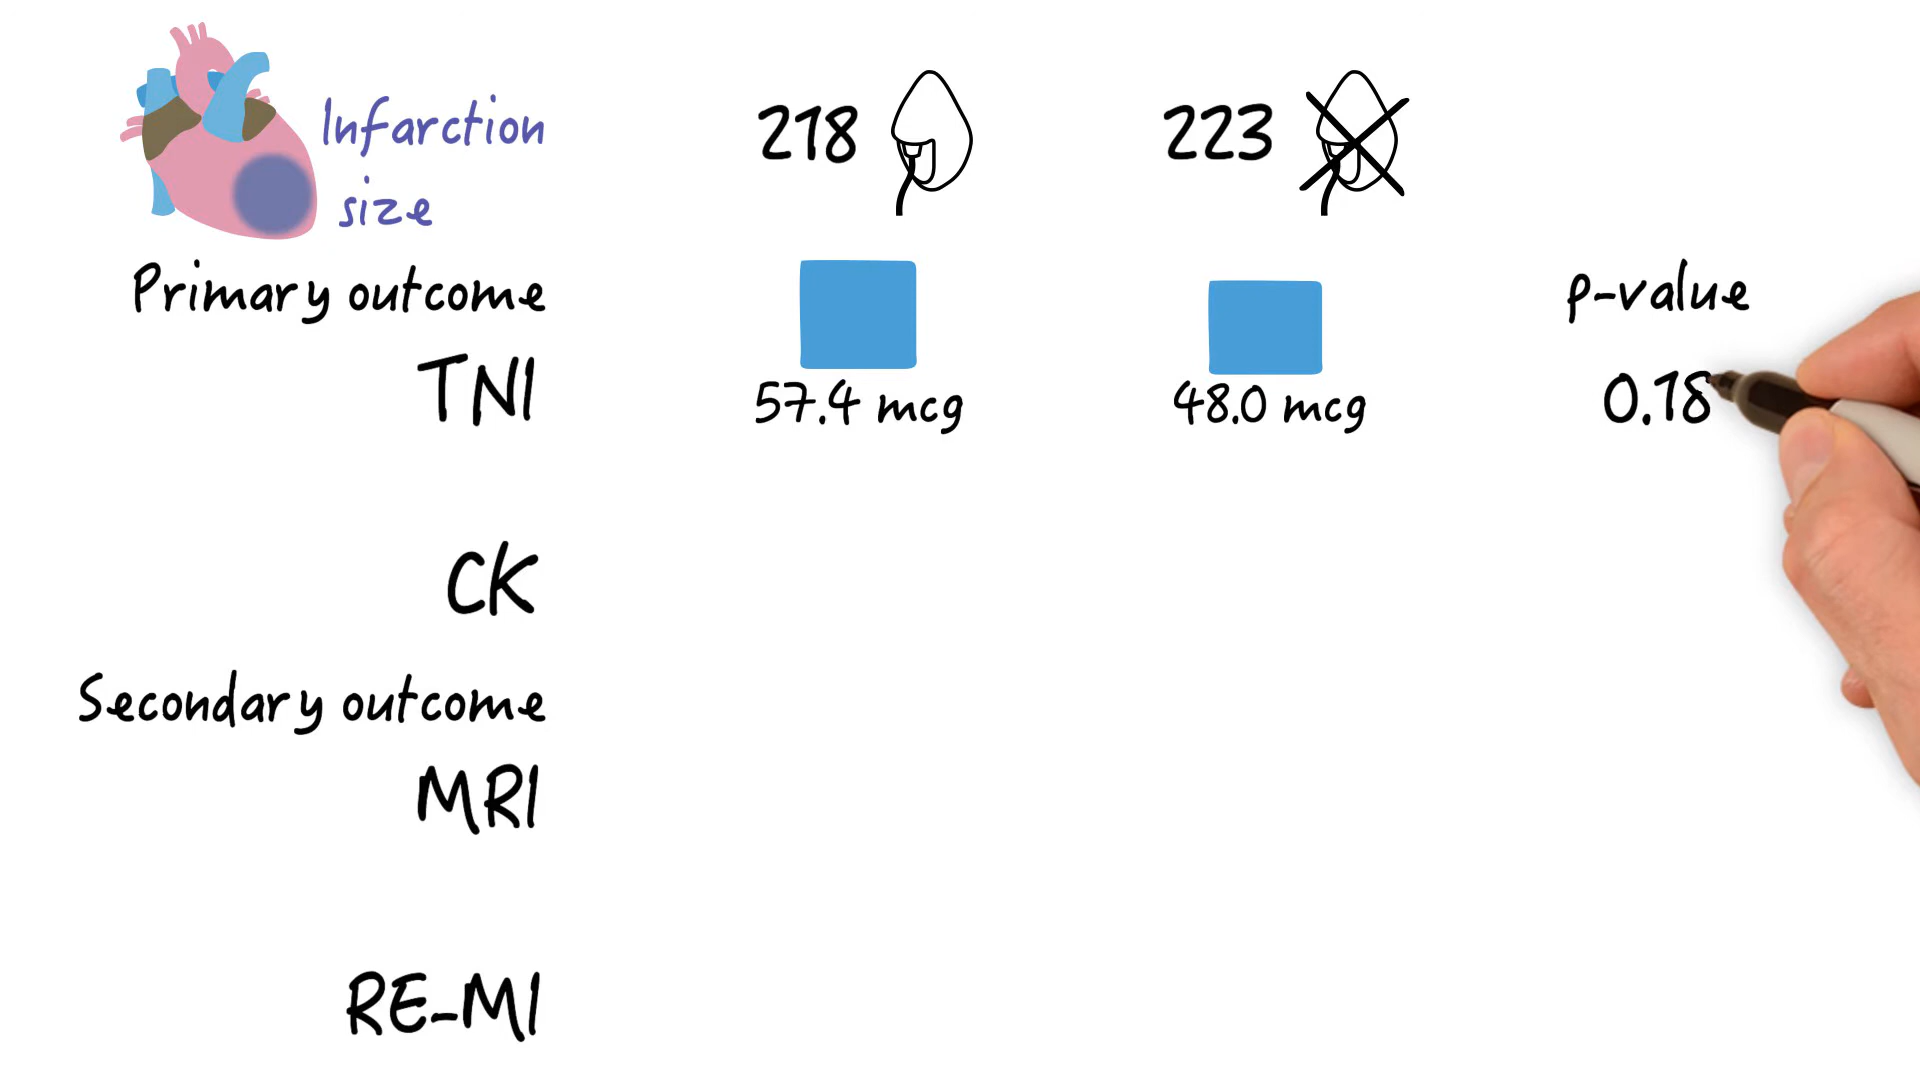 Infarction
size
218
223
Primary outcome
p-value
TNI
57.4 mcg
48.0 mcg
0.18
CK
Secondary outcome
MRI
RE-MI